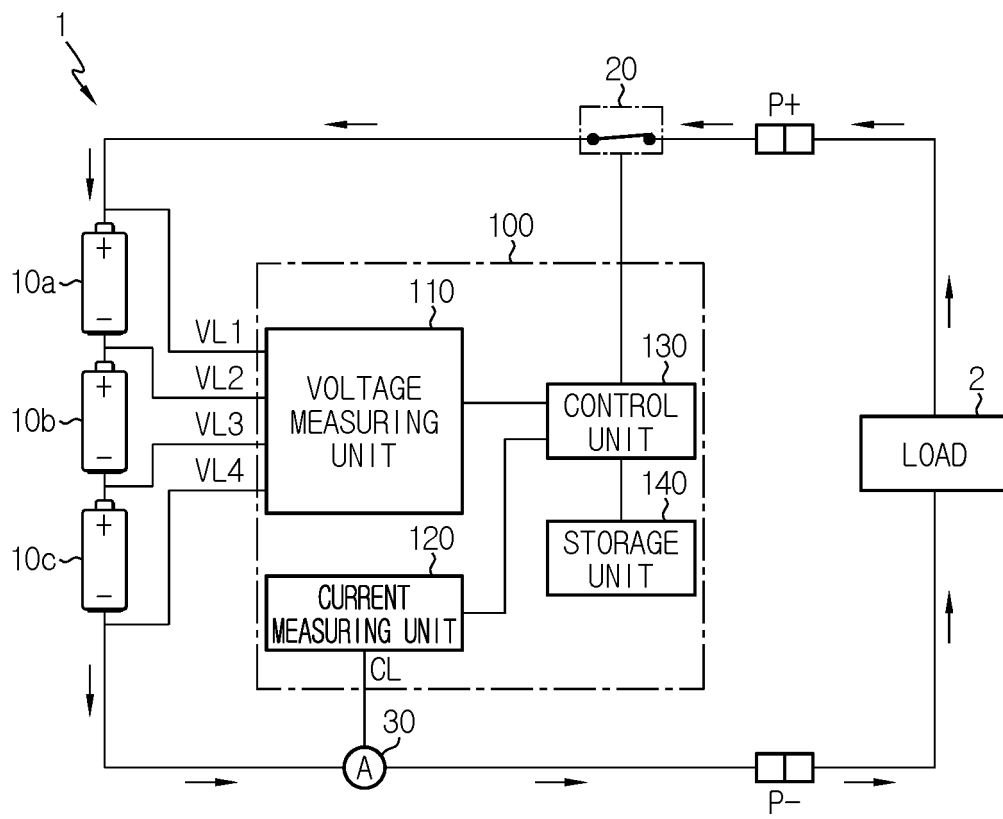 1
20
P+
100
+
10a
−
110
VL1
130
VL2
+
VOLTAGE
MEASURING
UNIT
CONTROL
UNIT
2
10b
VL3
LOAD
−
VL4
140
+
STORAGE
UNIT
10c
120
−
CURRENT
MEASURING UNIT
CL
30
A
P-